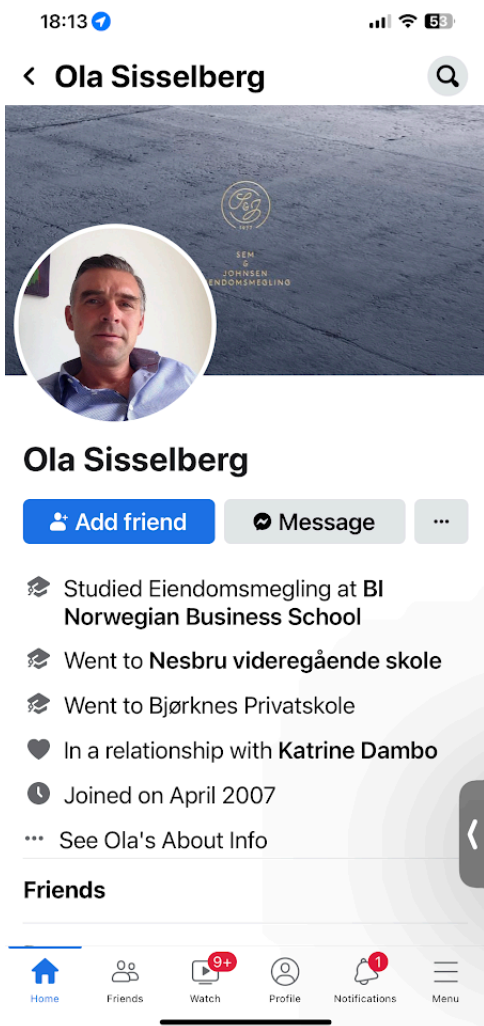 18:13
53
Ola Sisselberg
S&J
1977
SEM
&
JOHNSEN
EIENDOMSMEGLING
Ola Sisselberg
Add friend
Message
Studied Eiendomsmegling at BI
Norwegian Business School
Went to Nesbru videregående skole
Went to Bjørknes Privatskole
In a relationship with Katrine Dambo
Joined on April 2007
See Ola's About Info
Friends
9+
1
Home
Friends
Watch
Profile
Notifications
Menu